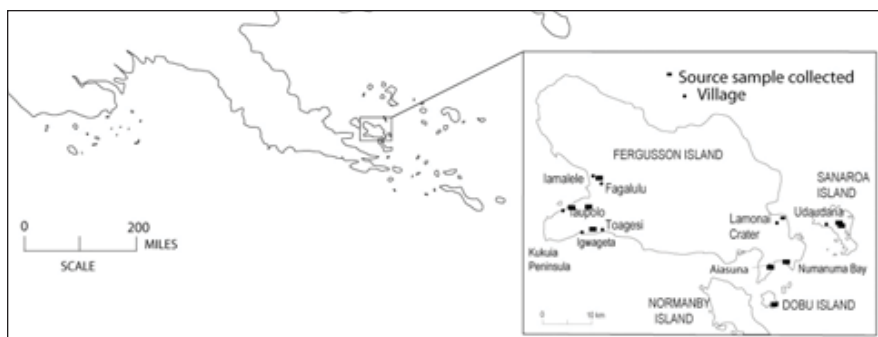 Source sample collected
Village
FERGUSSON ISLAND
Iamalele
Fagalulu
SANAROA
ISLAND
Taupolo
Toagesi
Lamonai
Crater
Udaudana
Igwageta
Kukuia
Peninsula
Aiasuna
Numanuma Bay
NORMANBY
ISLAND
DOBU ISLAND
0 10 km
0 200
MILES
SCALE